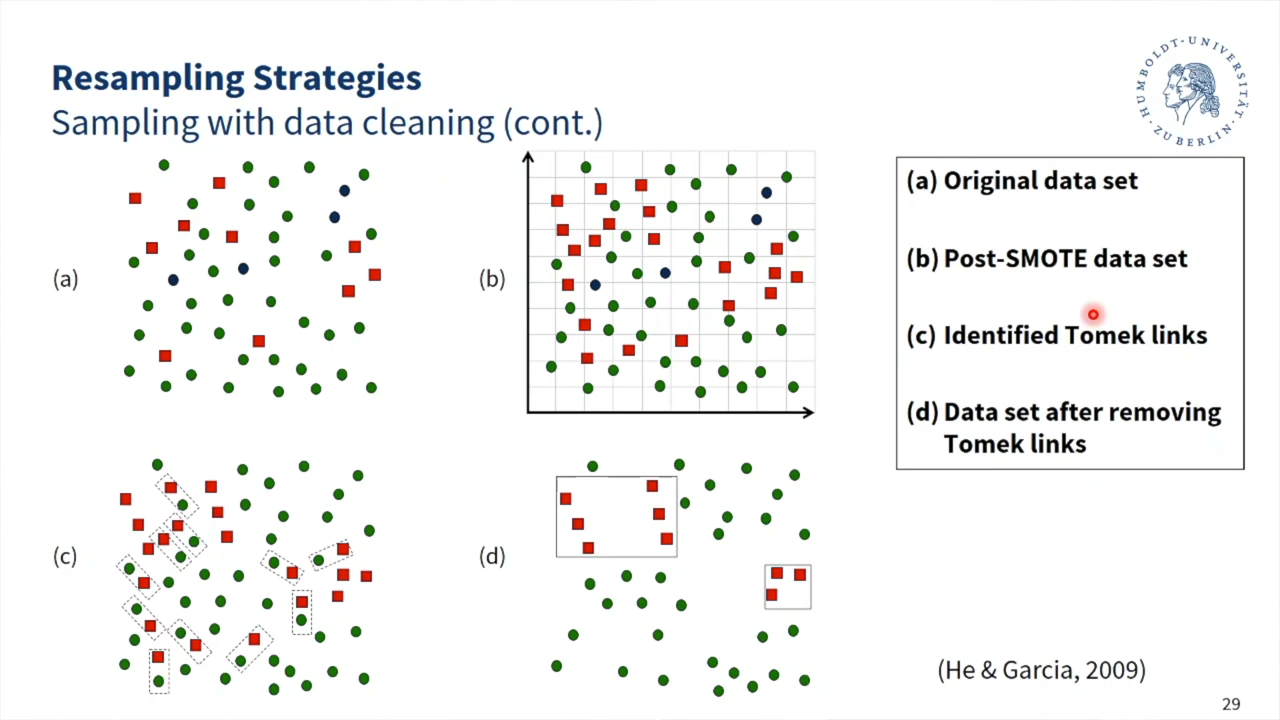 Resampling Strategies
Sampling with data cleaning (cont.)
HUMBOLDT-UNIVERSITÄT
ZU BERLIN
(a)
(b)
(a) Original data set
(b) Post-SMOTE data set
(c) Identified Tomek links
(d) Data set after removing
Tomek links
(c)
(d)
(He & Garcia, 2009)
29